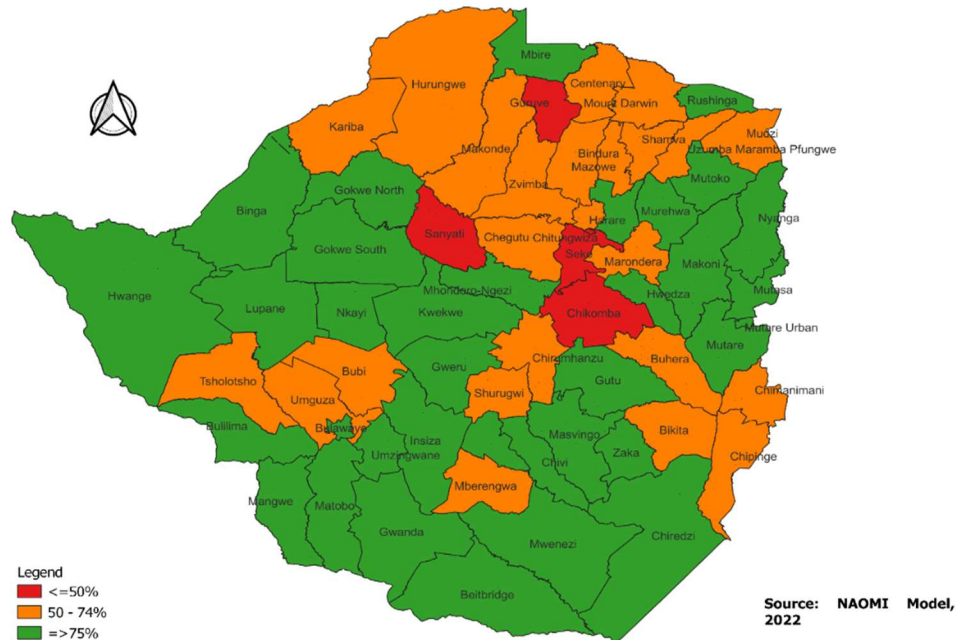 Mbire
Hurungwe
Centenary
Guruve
Mount Darwin
Rushinga
Kariba
Mudzi
Shamva
Makonde
Uzumba Maramba Pfungwe
Bindura
Mazowe
Mutoko
Zvimba
Gokwe North
Binga
Murehwa
Nyanga
Harare
Sanyati
Chegutu
Chitungwiza
Gokwe South
Seke
Marondera
Makoni
Hwange
Mhondoro-Ngezi
Hwedza
Mutasa
Lupane
Nkayi
Kwekwe
Chikomba
Mutare Urban
Mutare
Chirumhanzu
Buhera
Gweru
Bubi
Tsholotsho
Gutu
Umguza
Shurugwi
Chimanimani
Bulilima
Bulawayo
Bikita
Masvingo
Insiza
Zaka
Umzingwane
Chivi
Chipinge
Mberengwa
Mangwe
Matobo
Gwanda
Chiredzi
Mwenezi
Beitbridge
Legend
<=50%
50 - 74%
=>75%
Source: NAOMI Model,
2022